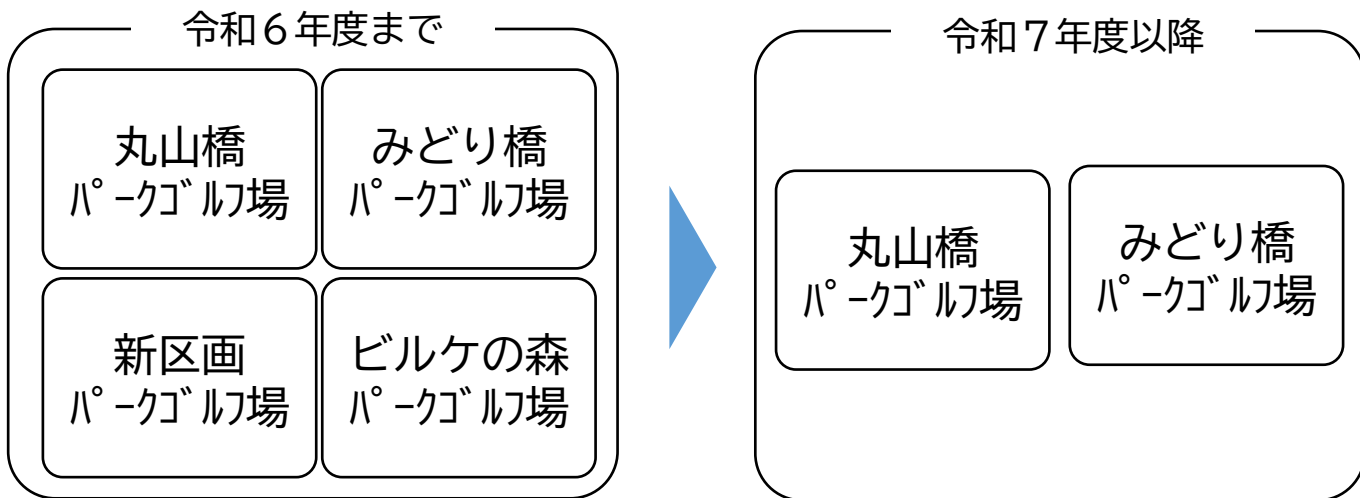 令和６年度まで
丸山橋
ﾊﾟｰｸｺﾞﾙﾌ場
みどり橋
ﾊﾟｰｸｺﾞﾙﾌ場
新区画
ﾊﾟｰｸｺﾞﾙﾌ場
ビルケの森
ﾊﾟｰｸｺﾞﾙﾌ場
令和７年度以降
丸山橋
ﾊﾟｰｸｺﾞﾙﾌ場
みどり橋
ﾊﾟｰｸｺﾞﾙﾌ場